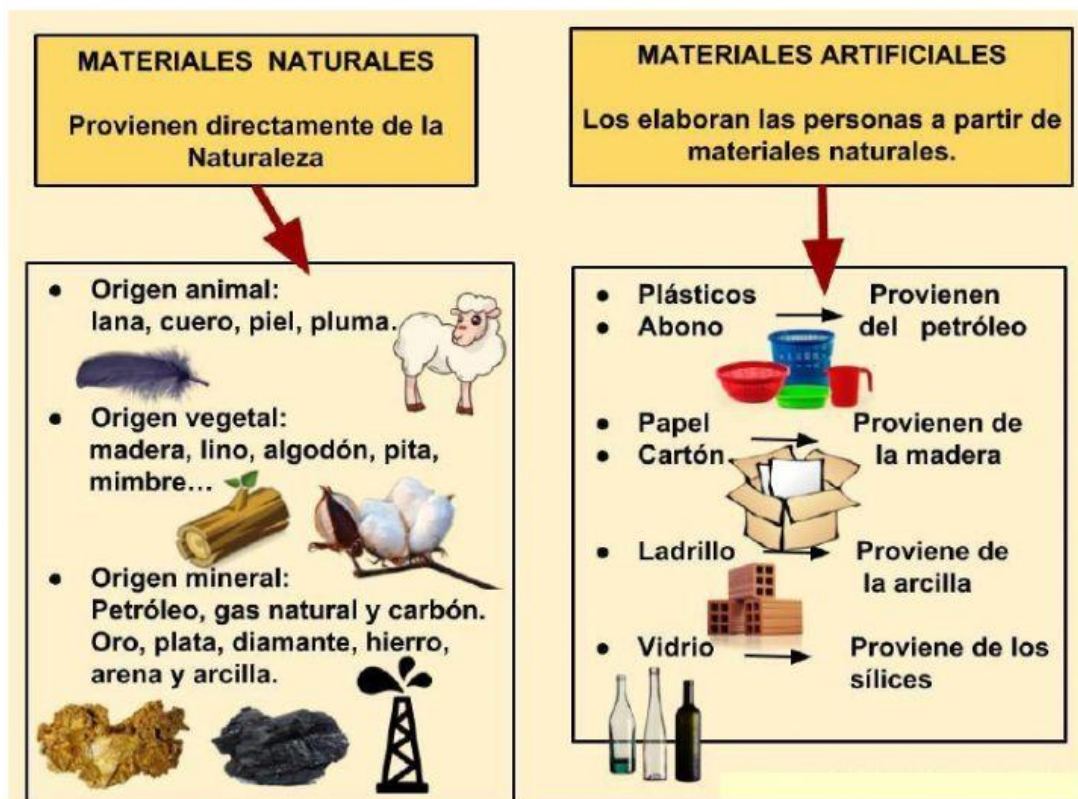 MATERIALES NATURALES
Provienen directamente de la
Naturaleza
● Origen animal:
lana, cuero, piel, pluma.
● Origen vegetal:
madera, lino, algodón, pita,
mimbre...
● Origen mineral:
Petróleo, gas natural y carbón.
Oro, plata, diamante, hierro,
arena y arcilla.
MATERIALES ARTIFICIALES
Los elaboran las personas a partir de
materiales naturales.
● Plásticos Provienen
● Abono del petróleo
● Papel Provienen de
● Cartón la madera
● Ladrillo Proviene de
la arcilla
● Vidrio Proviene de los
sílices